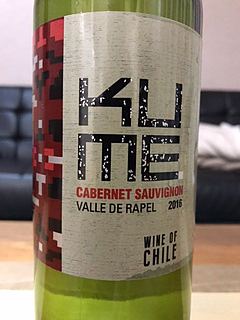 KU
ME
CABERNET SAUVIGNON
VALLE DE RAPEL 2016
WINE OF
CHILE